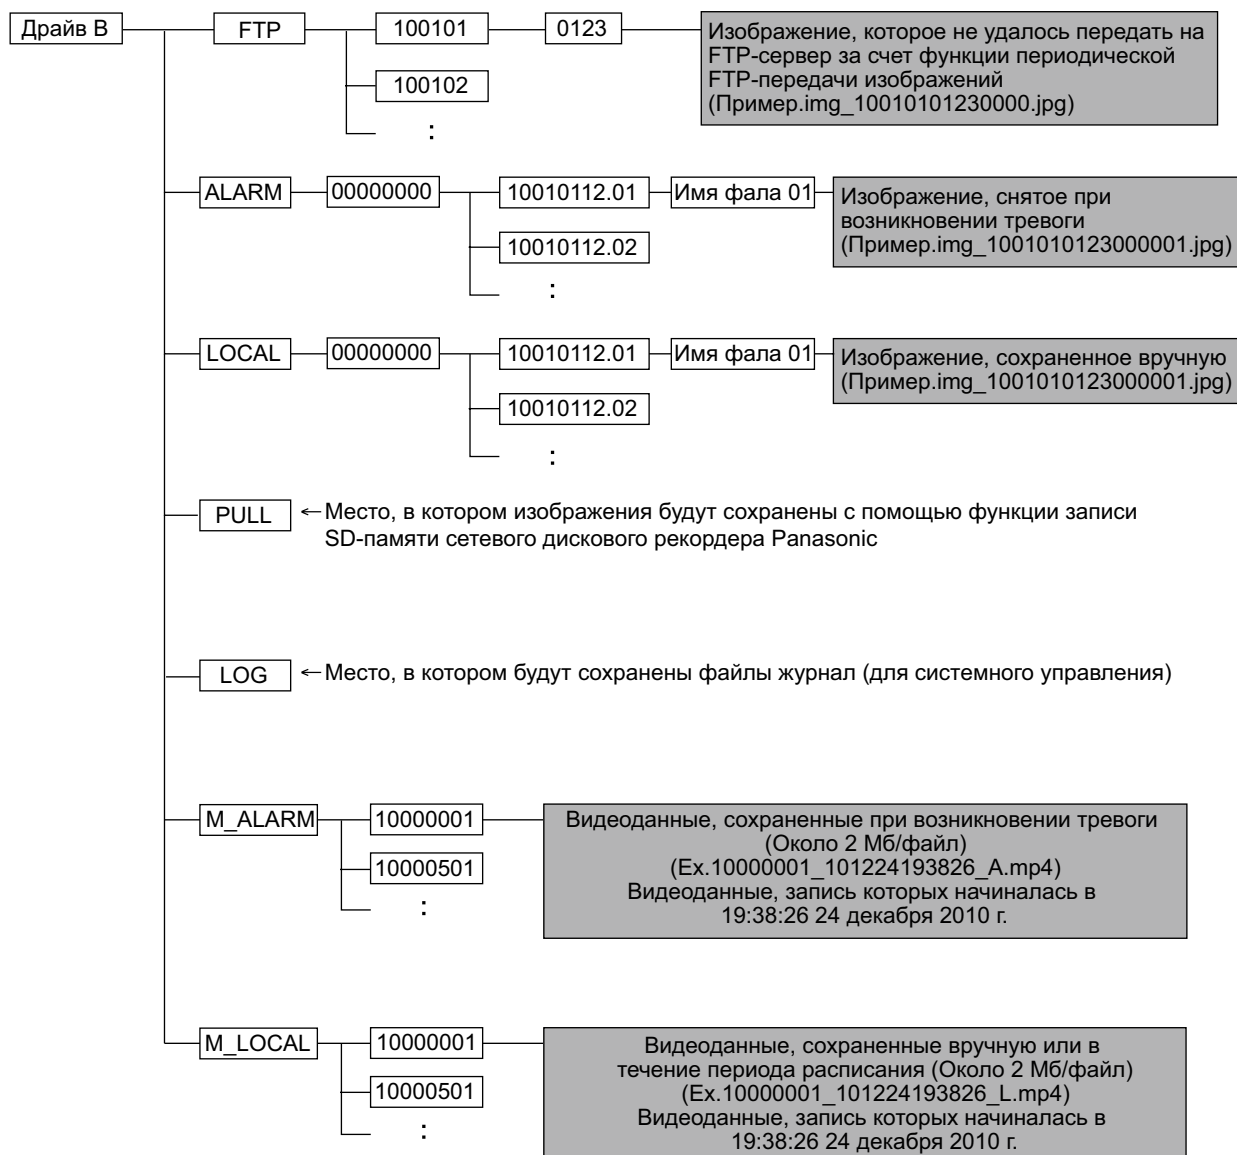 Драйв B
FTP
100101
0123
Изображение, которое не удалось передать на
FTP-сервер за счет функции периодической
FTP-передачи изображений
(Пример.img_10010101230000.jpg)
100102
:
ALARM
00000000
10010112.01
Имя фала 01
Изображение, снятое при
возникновении тревоги
(Пример.img_1001010123000001.jpg)
10010112.02
:
LOCAL
00000000
10010112.01
Имя фала 01
Изображение, сохраненное вручную
(Пример.img_1001010123000001.jpg)
10010112.02
:
PULL
←Место, в котором изображения будут сохранены с помощью функции записи
SD-памяти сетевого дискового рекордера Panasonic
LOG
←Место, в котором будут сохранены файлы журнал (для системного управления)
M_ALARM
10000001
Видеоданные, сохраненные при возникновении тревоги
(Около 2 Мб/файл)
(Ex.10000001_101224193826_A.mp4)
Видеоданные, запись которых начиналась в
19:38:26 24 декабря 2010 г.
10000501
:
M_LOCAL
10000001
Видеоданные, сохраненные вручную или в
течение периода расписания (Около 2 Мб/файл)
(Ex.10000001_101224193826_L.mp4)
Видеоданные, запись которых начиналась в
19:38:26 24 декабря 2010 г.
10000501
: